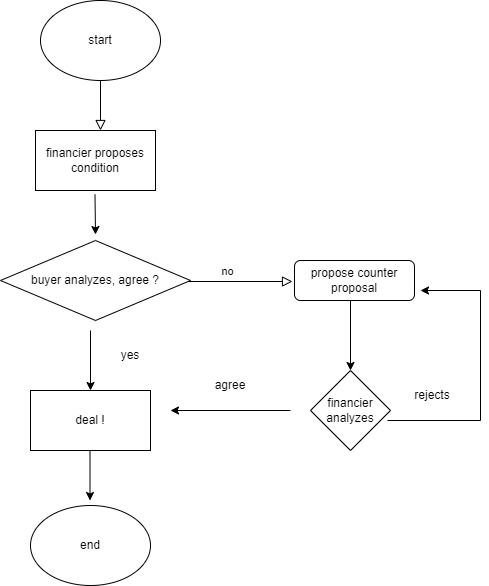 start
financier proposes
condition
buyer analyzes, agree ?
no
propose counter
proposal
yes
agree
financier
analyzes
rejects
deal !
end